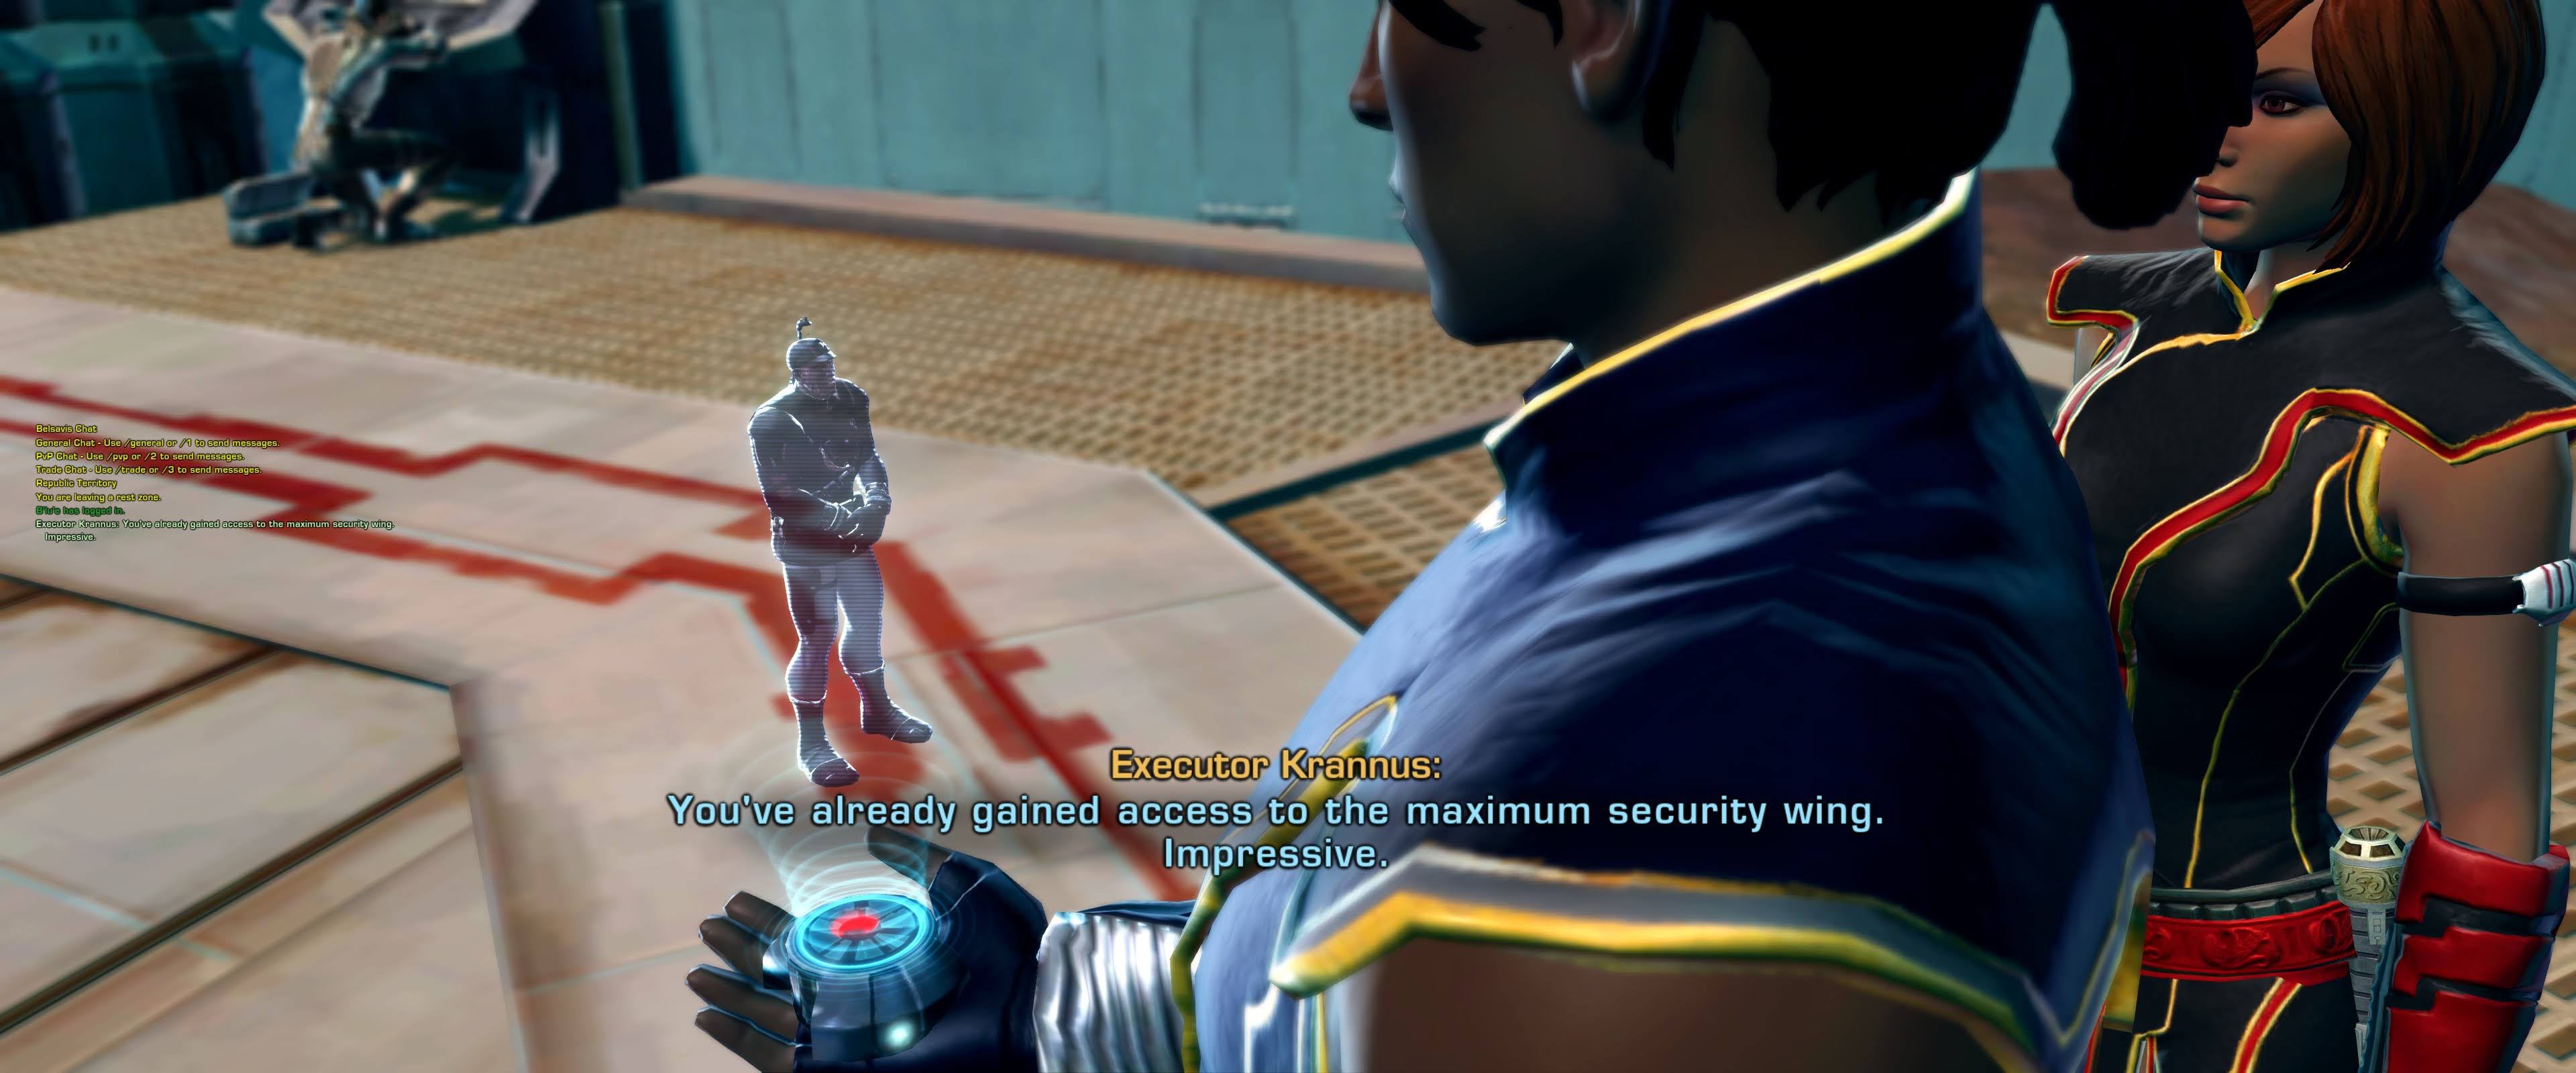 Belsavis Chat
General Chat - Use /general or /1 to send messages.
PvP Chat - Use /pvp or /2 to send messages.
Trade Chat - Use /trade or /3 to send messages.
Republic Territory
You are leaving a rest zone.
B'lu'e has logged in.
Executor Krannus: You've already gained access to the maximum security wing.
Impressive.
Executor Krannus:
You've already gained access to the maximum security wing.
Impressive.